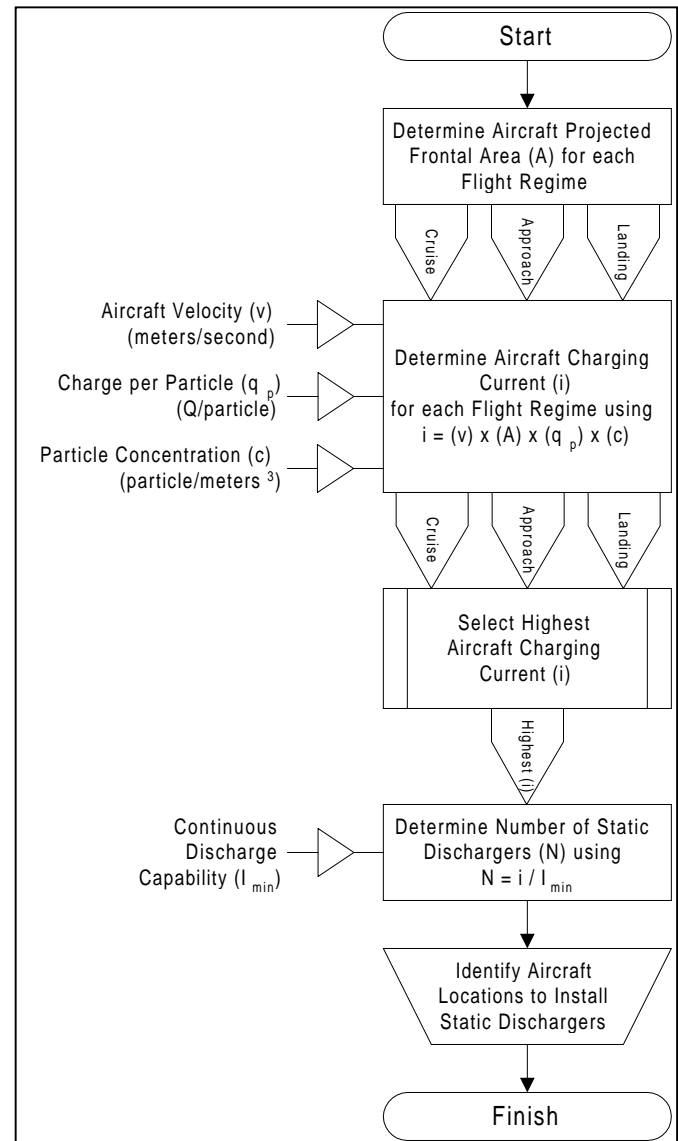 Start
Determine Aircraft Projected
Frontal Area (A) for each
Flight Regime
Cruise
Approach
Landing
Aircraft Velocity (v)
(meters/second)
Charge per Particle (q p)
(Q/particle)
Particle Concentration (c)
(particle/meters ³)
Determine Aircraft Charging
Current (i)
for each Flight Regime using
i = (v) x (A) x (q p) x (c)
Cruise
Approach
Landing
Select Highest
Aircraft Charging
Current (i)
Highest (i)
Continuous
Discharge
Capability (I min)
Determine Number of Static
Dischargers (N) using
N = i / I min
Identify Aircraft
Locations to Install
Static Dischargers
Finish